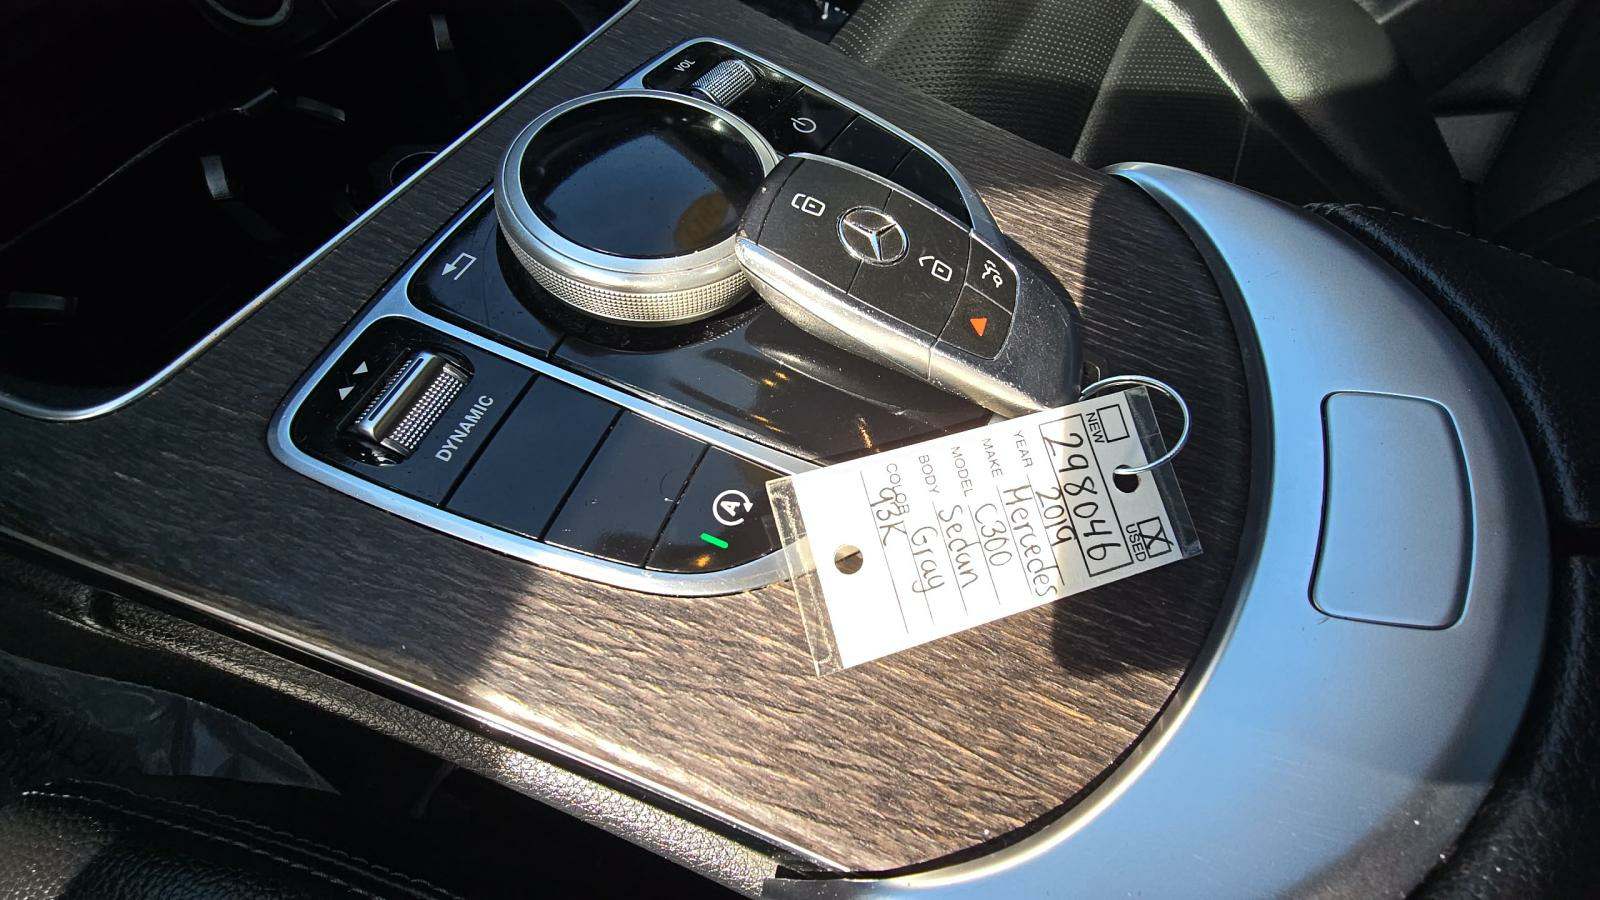 VOL
DYNAMIC
A
NEW
USED
298046
YEAR 2019
MAKE Mercedes
MODEL C300
BODY Sedan
COLOR Gray
93K